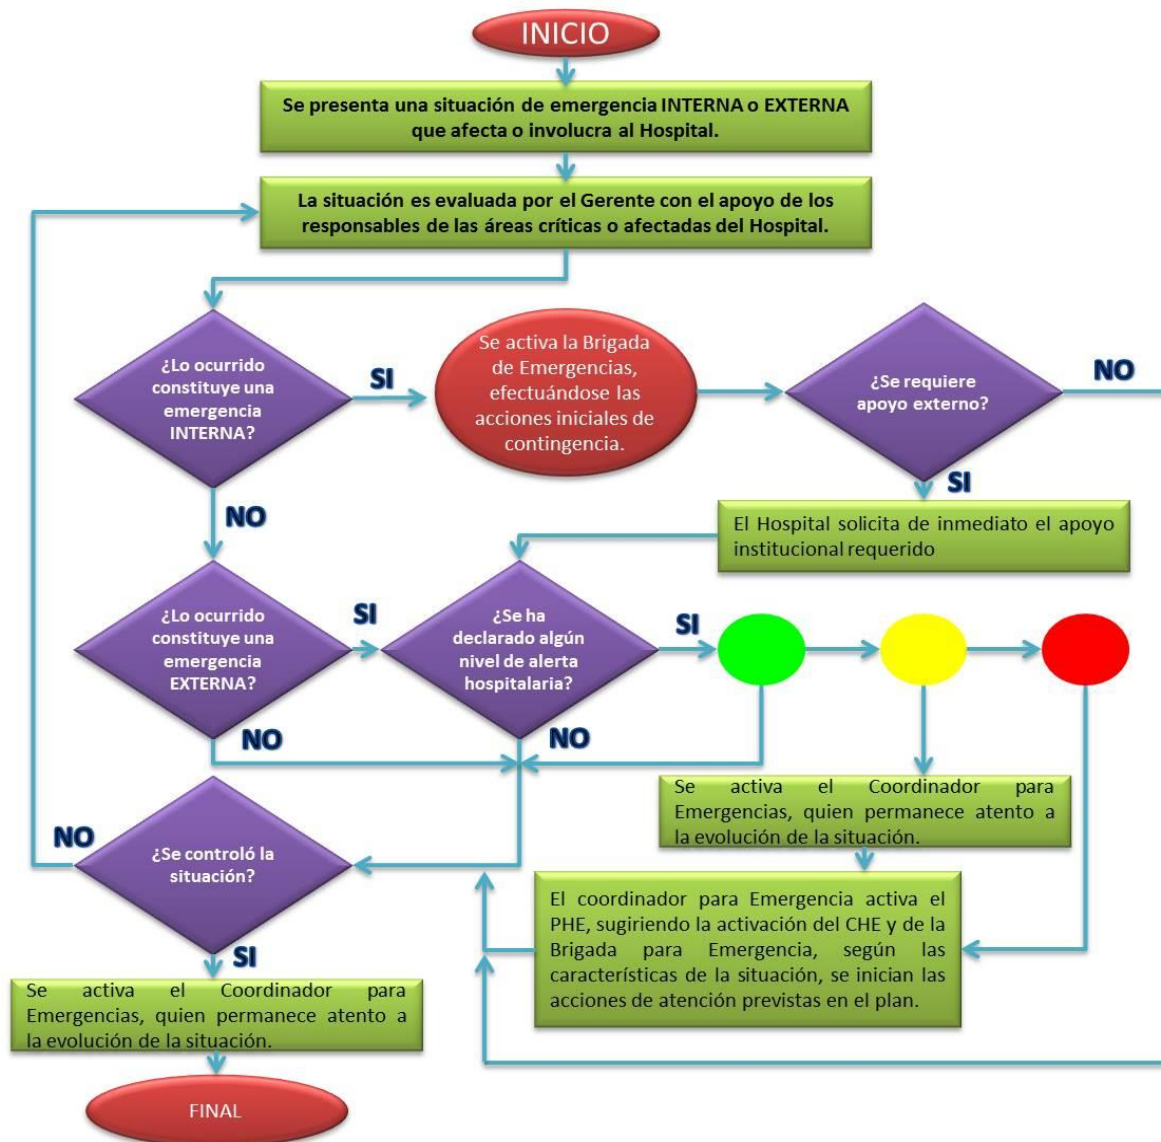 INICIO
Se presenta una situación de emergencia INTERNA o EXTERNA
que afecta o involucra al Hospital.
La situación es evaluada por el Gerente con el apoyo de los
responsables de las áreas críticas o afectadas del Hospital.
¿Lo ocurrido
constituye una
emergencia
INTERNA?
SI
Se activa la Brigada
de Emergencias,
efectuándose las
acciones iniciales de
contingencia.
¿Se requiere
apoyo externo?
NO
SI
NO
El Hospital solicita de inmediato el apoyo
institucional requerido
¿Lo ocurrido
constituye una
emergencia
EXTERNA?
SI
¿Se ha
declarado algún
nivel de alerta
hospitalaria?
SI
NO
NO
Se activa el Coordinador para
Emergencias, quien permanece atento a
la evolución de la situación.
NO
¿Se controló la
situación?
El coordinador para Emergencia activa el
PHE, sugiriendo la activación del CHE y de la
Brigada para Emergencia, según las
características de la situación, se inician las
acciones de atención previstas en el plan.
SI
Se activa el Coordinador para
Emergencias, quien permanece atento a
la evolución de la situación.
FINAL